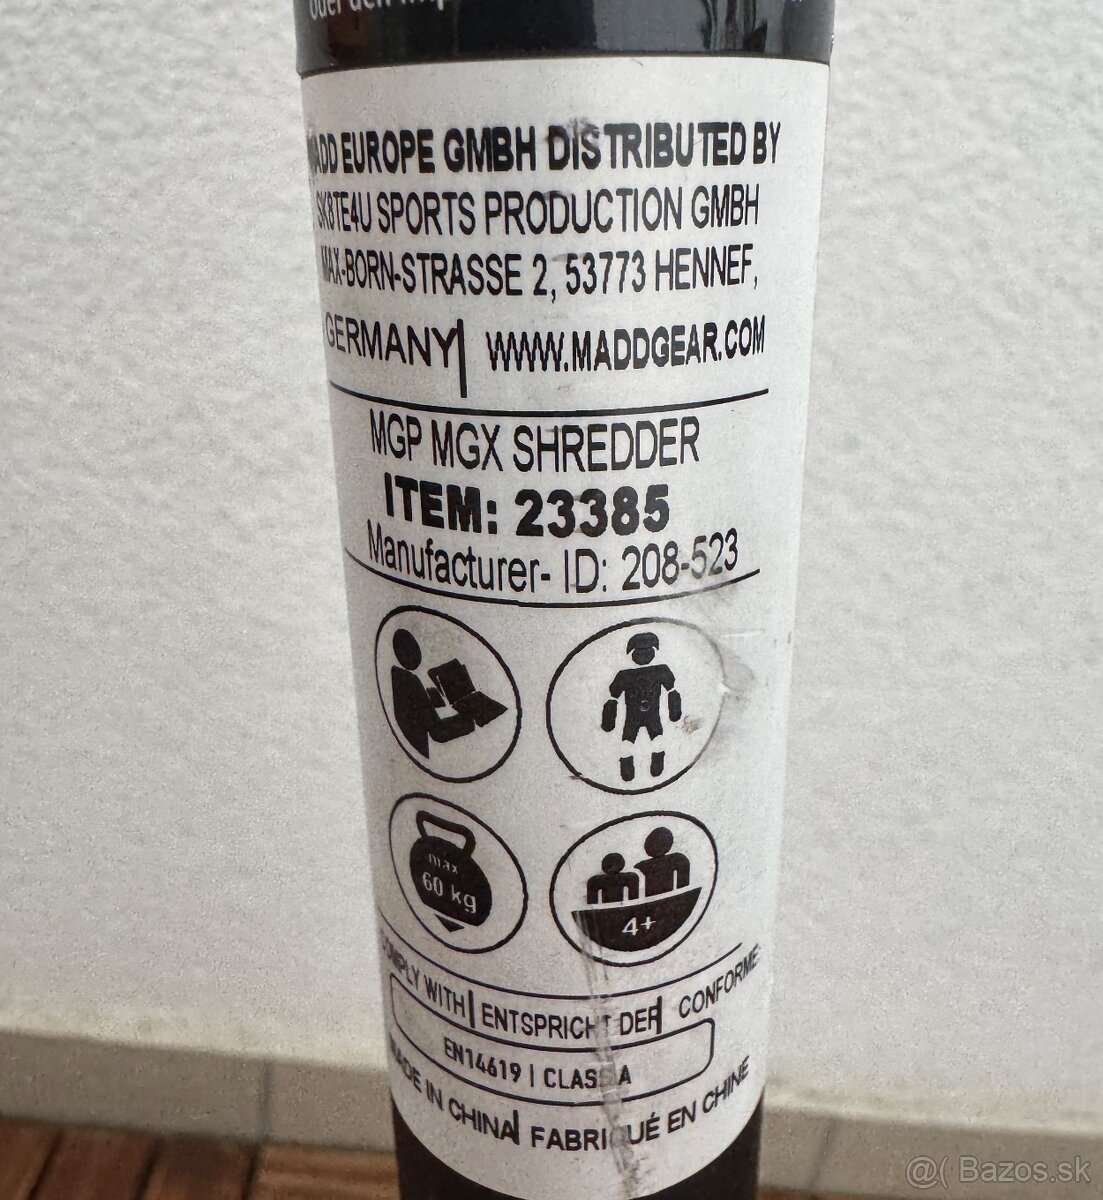 oder den
MADD EUROPE GMBH DISTRIBUTED BY
SK8TE4U SPORTS PRODUCTION GMBH
MAX-BORN-STRASSE 2, 53773 HENNEF,
GERMANY | WWW.MADDGEAR.COM
MGP MGX SHREDDER
ITEM: 23385
Manufacturer- ID: 208-523
max
60 kg
4+
COMPLY WITH | ENTSPRICHT DER | CONFORME
EN14619 | CLASS A
MADE IN CHINA | FABRIQUÉ EN CHINE
@( Bazos.sk